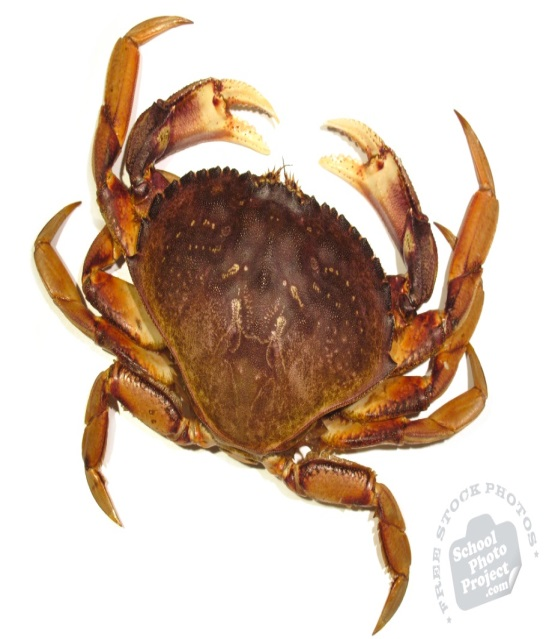 * FREE STOCK PHOTOS *
School
Photo
Project
.com